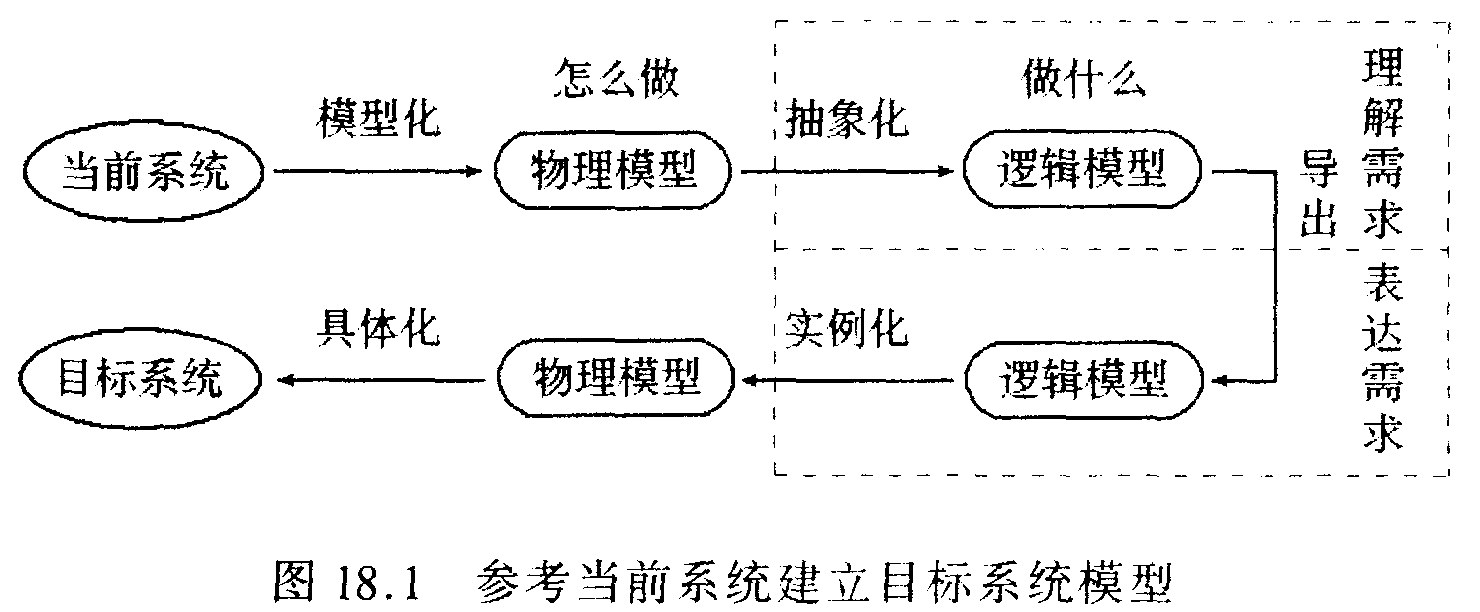 怎么做
做什么
模型化
抽象化
当前系统
物理模型
逻辑模型
导出
理解需求
具体化
实例化
目标系统
物理模型
逻辑模型
表达需求
图 18.1 参考当前系统建立目标系统模型